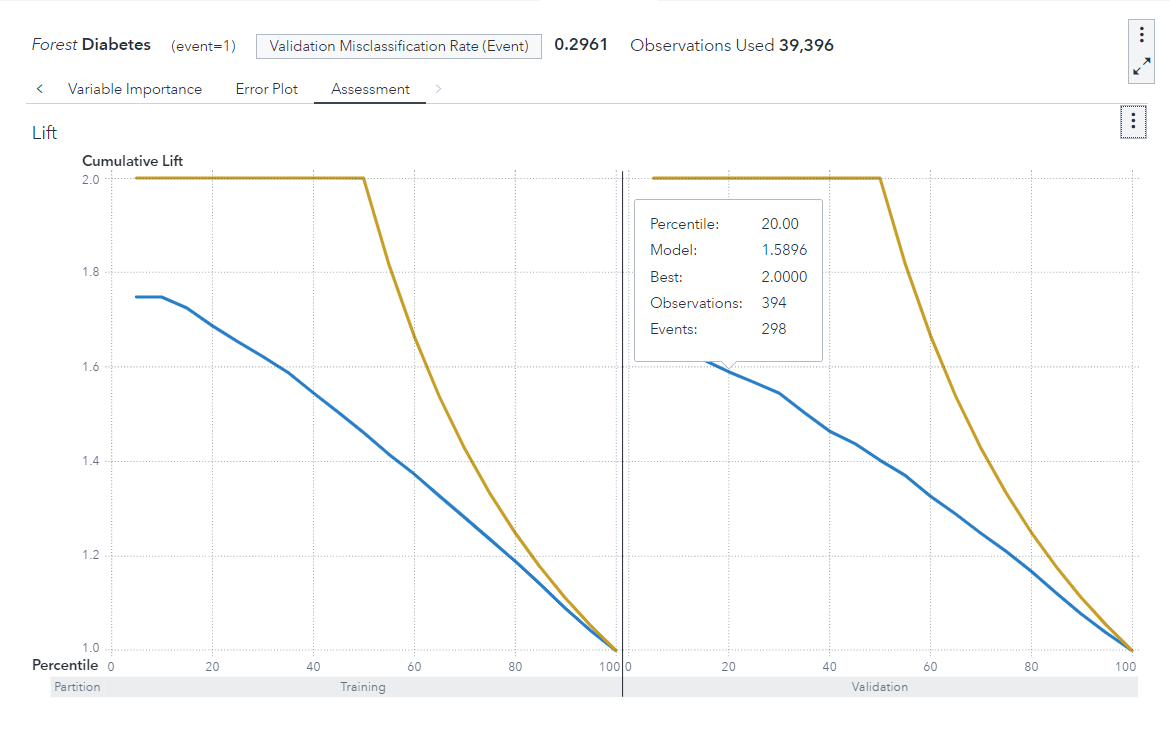 Forest Diabetes (event=1) Validation Misclassification Rate (Event) 0.2961 Observations Used 39,396
< Variable Importance Error Plot Assessment >
Lift
Cumulative Lift
2.0
1.8
1.6
1.4
1.2
1.0
Percentile: 20.00
Model: 1.5896
Best: 2.0000
Observations: 394
Events: 298
Percentile 0 20 40 60 80 100 0 20 40 60 80 100
Partition Training Validation